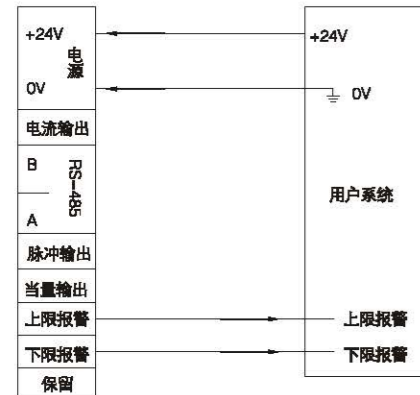 +24V
电源
0V
电流输出
B
RS-485
A
脉冲输出
当量输出
上限报警
下限报警
保留
+24V
0V
用户系统
上限报警
下限报警